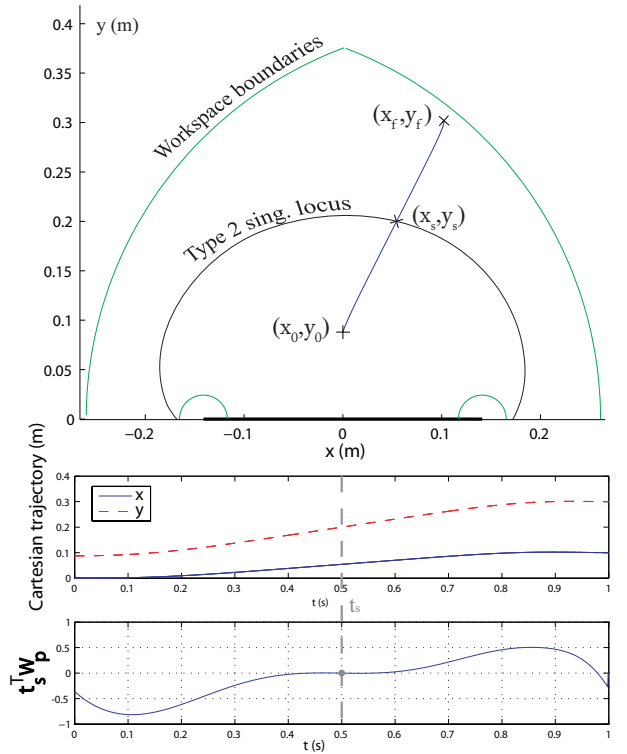 y (m)
0.4
0.35
0.3
0.25
0.2
0.15
0.1
0.05
0
Workspace boundaries
(x_f,y_f)
Type 2 sing. locus
(x_s,y_s)
(x_0,y_0)
−0.2 −0.1 0 0.1 0.2
x (m)
Cartesian trajectory (m)
0.4
0.3
0.2
0.1
0
x
y
0 0.1 0.2 0.3 0.4 0.5 0.6 0.7 0.8 0.9 1
t (s)
t_s
t_s^T W_p
1
0.5
0
−0.5
−1
0 0.1 0.2 0.3 0.4 0.5 0.6 0.7 0.8 0.9 1
t (s)